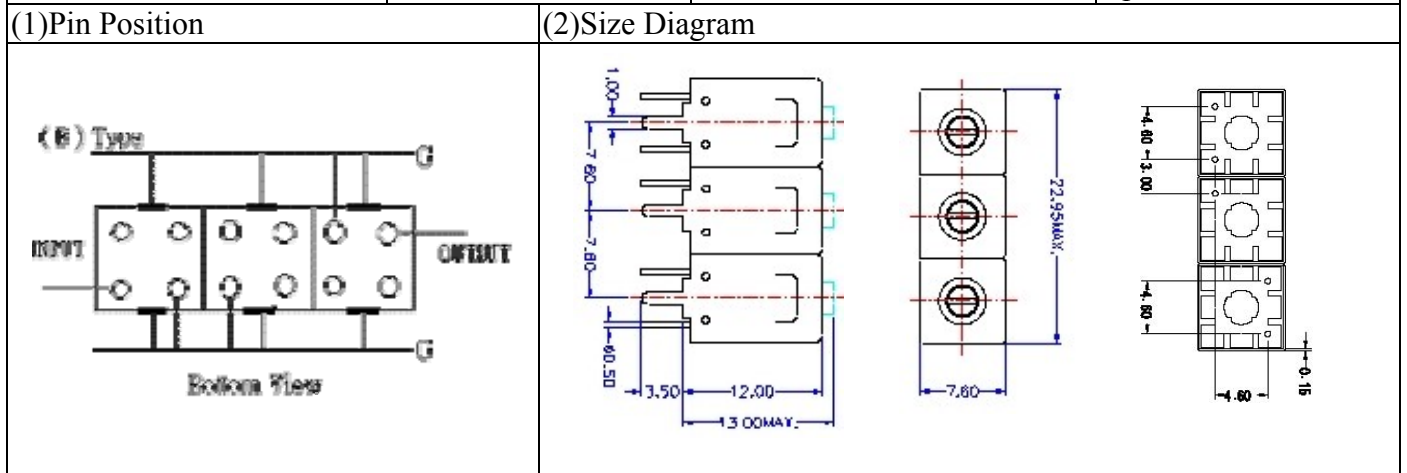 (1)Pin Position
(2)Size Diagram
(B) Type
G
INPUT
OUTPUT
G
Bottom View
1.00
7.60
7.60
60.50
3.50
12.00
13.00MAX.
22.95MAX.
7.60
4.60
3.00
4.60
4.60
0.15